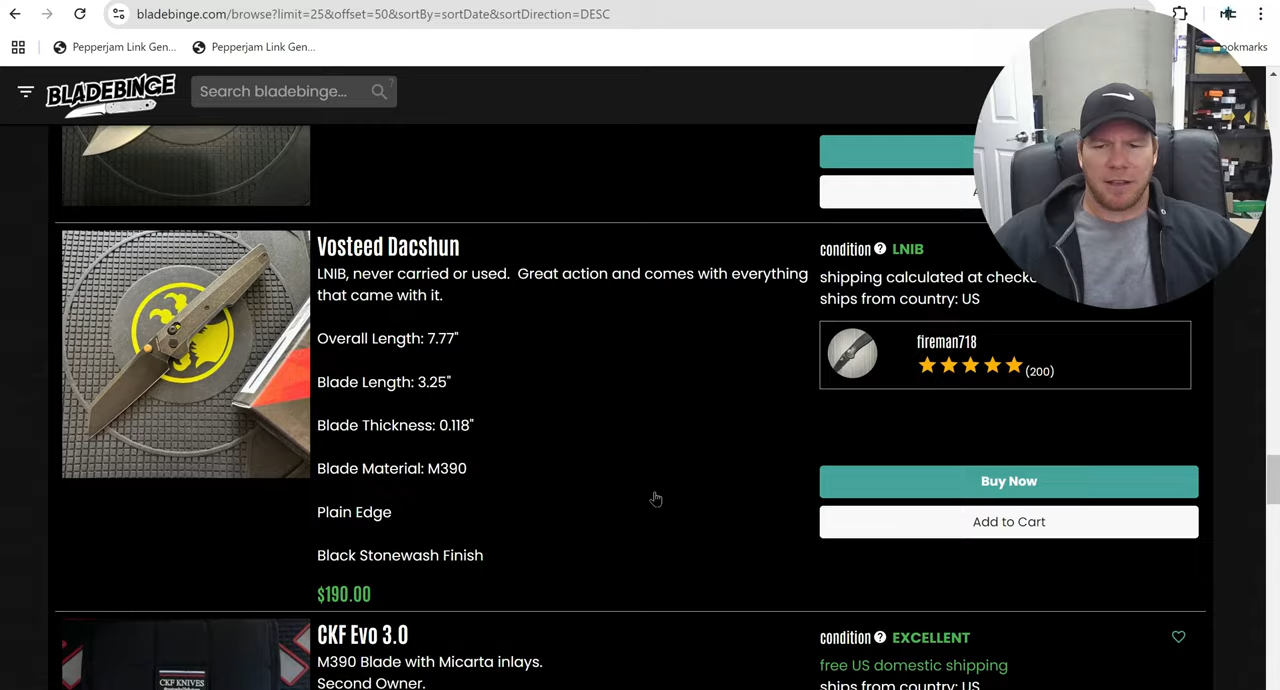 bladebinge.com/browse?limit=25&offset=50&sortBy=sortDate&sortDirection=DESC
Pepperjam Link Gen...
Pepperjam Link Gen...
ookmarks
BLADEBINGE
Search bladebinge...
?
Vosteed Dacshun
LNIB, never carried or used. Great action and comes with everything
that came with it.
Overall Length: 7.77"
Blade Length: 3.25"
Blade Thickness: 0.118"
Blade Material: M390
Plain Edge
Black Stonewash Finish
$190.00
condition ? LNIB
shipping calculated at checko
ships from country: US
fireman718
(200)
Buy Now
Add to Cart
CKF Evo 3.0
M390 Blade with Micarta inlays.
Second Owner.
CKF KNIVES
condition ? EXCELLENT
free US domestic shipping
ships from country: US